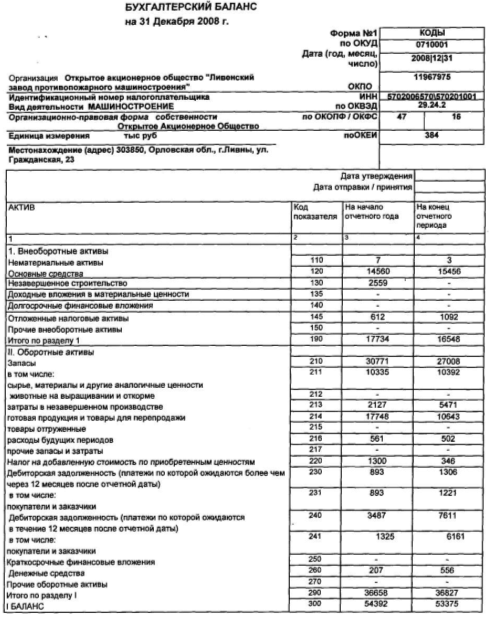 БУХГАЛТЕРСКИЙ БАЛАНС
на 31 Декабря 2008 г.
Форма №1 КОДЫ
по ОКУД 0710001
Дата (год, месяц, число) 2008|12|31
Организация Открытое акционерное общество "Ливенский 11967975
завод противопожарного машиностроения" ОКПО
Идентификационный номер налогоплательщика ИНН 5702006570\570201001
Вид деятельности МАШИНОСТРОЕНИЕ по ОКВЭД 29.24.2
Организационно-правовая форма собственности по ОКОПФ / ОКФС 47 16
Открытое Акционерное Общество
Единица измерения тыс руб поОКЕИ 384
Местонахождение (адрес) 303850, Орловская обл., г.Ливны, ул.
Гражданская, 23
Дата утверждения
Дата отправки / принятия
АКТИВ Код показателя На начало отчетного года На конец отчетного периода
1 2 3 4
1. Внеоборотные активы
Нематериальные активы 110 7 3
Основные средства 120 14560 15456
Незавершенное строительство 130 2559 -
Доходные вложения в материальные ценности 135 - -
Долгосрочные финансовые вложения 140 - -
Отложенные налоговые активы 145 612 1092
Прочие внеоборотные активы 150 - -
Итого по разделу 1 190 17734 16548
II. Оборотные активы
Запасы 210 30771 27008
в том числе: 211 10335 10392
сырье, материалы и другие аналогичные ценности
животные на выращивании и откорме 212 - -
затраты в незавершенном производстве 213 2127 5471
готовая продукция и товары для перепродажи 214 17748 10643
товары отгруженные 215 - -
расходы будущих периодов 216 561 502
прочие запасы и затраты 217 - -
Налог на добавленную стоимость по приобретенным ценностям 220 1300 346
Дебиторская задолженность (платежи по которой ожидаются более чем 230 893 1306
через 12 месяцев после отчетной даты)
в том числе: 231 893 1221
покупатели и заказчики
Дебиторская задолженность (платежи по которой ожидаются 240 3487 7611
в течение 12 месяцев после отчетной даты)
в том числе: 241 1325 6161
покупатели и заказчики
Краткосрочные финансовые вложения 250 - -
Денежные средства 260 207 556
Прочие оборотные активы 270 - -
Итого по разделу I 290 36658 36827
I БАЛАНС 300 54392 53375